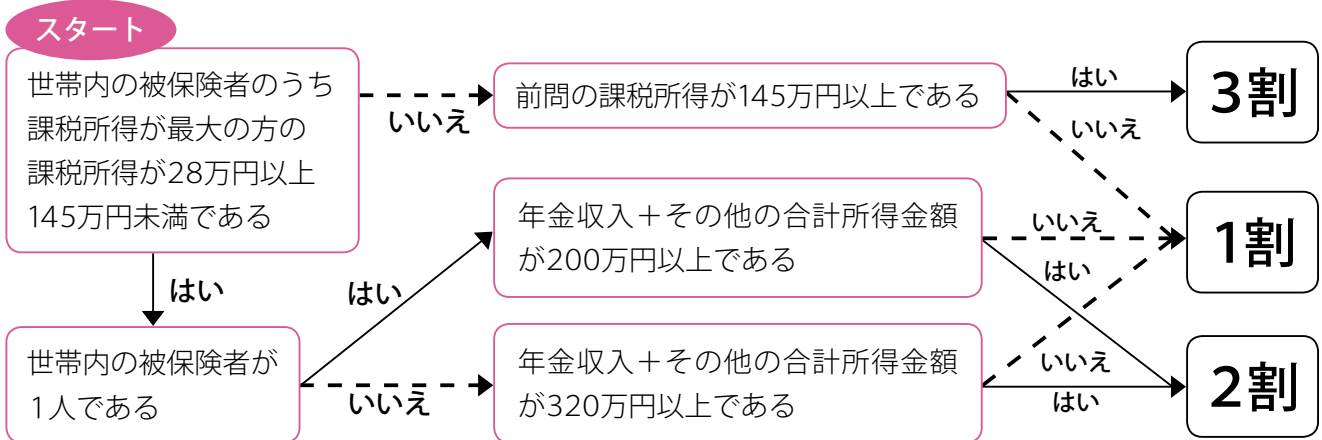 スタート
世帯内の被保険者のうち
課税所得が最大の方の
課税所得が28万円以上
145万円未満である
いいえ
前問の課税所得が145万円以上である
はい
3割
いいえ
はい
世帯内の被保険者が
1人である
はい
年金収入＋その他の合計所得金額
が200万円以上である
いいえ
1割
はい
いいえ
年金収入＋その他の合計所得金額
が320万円以上である
いいえ
はい
2割